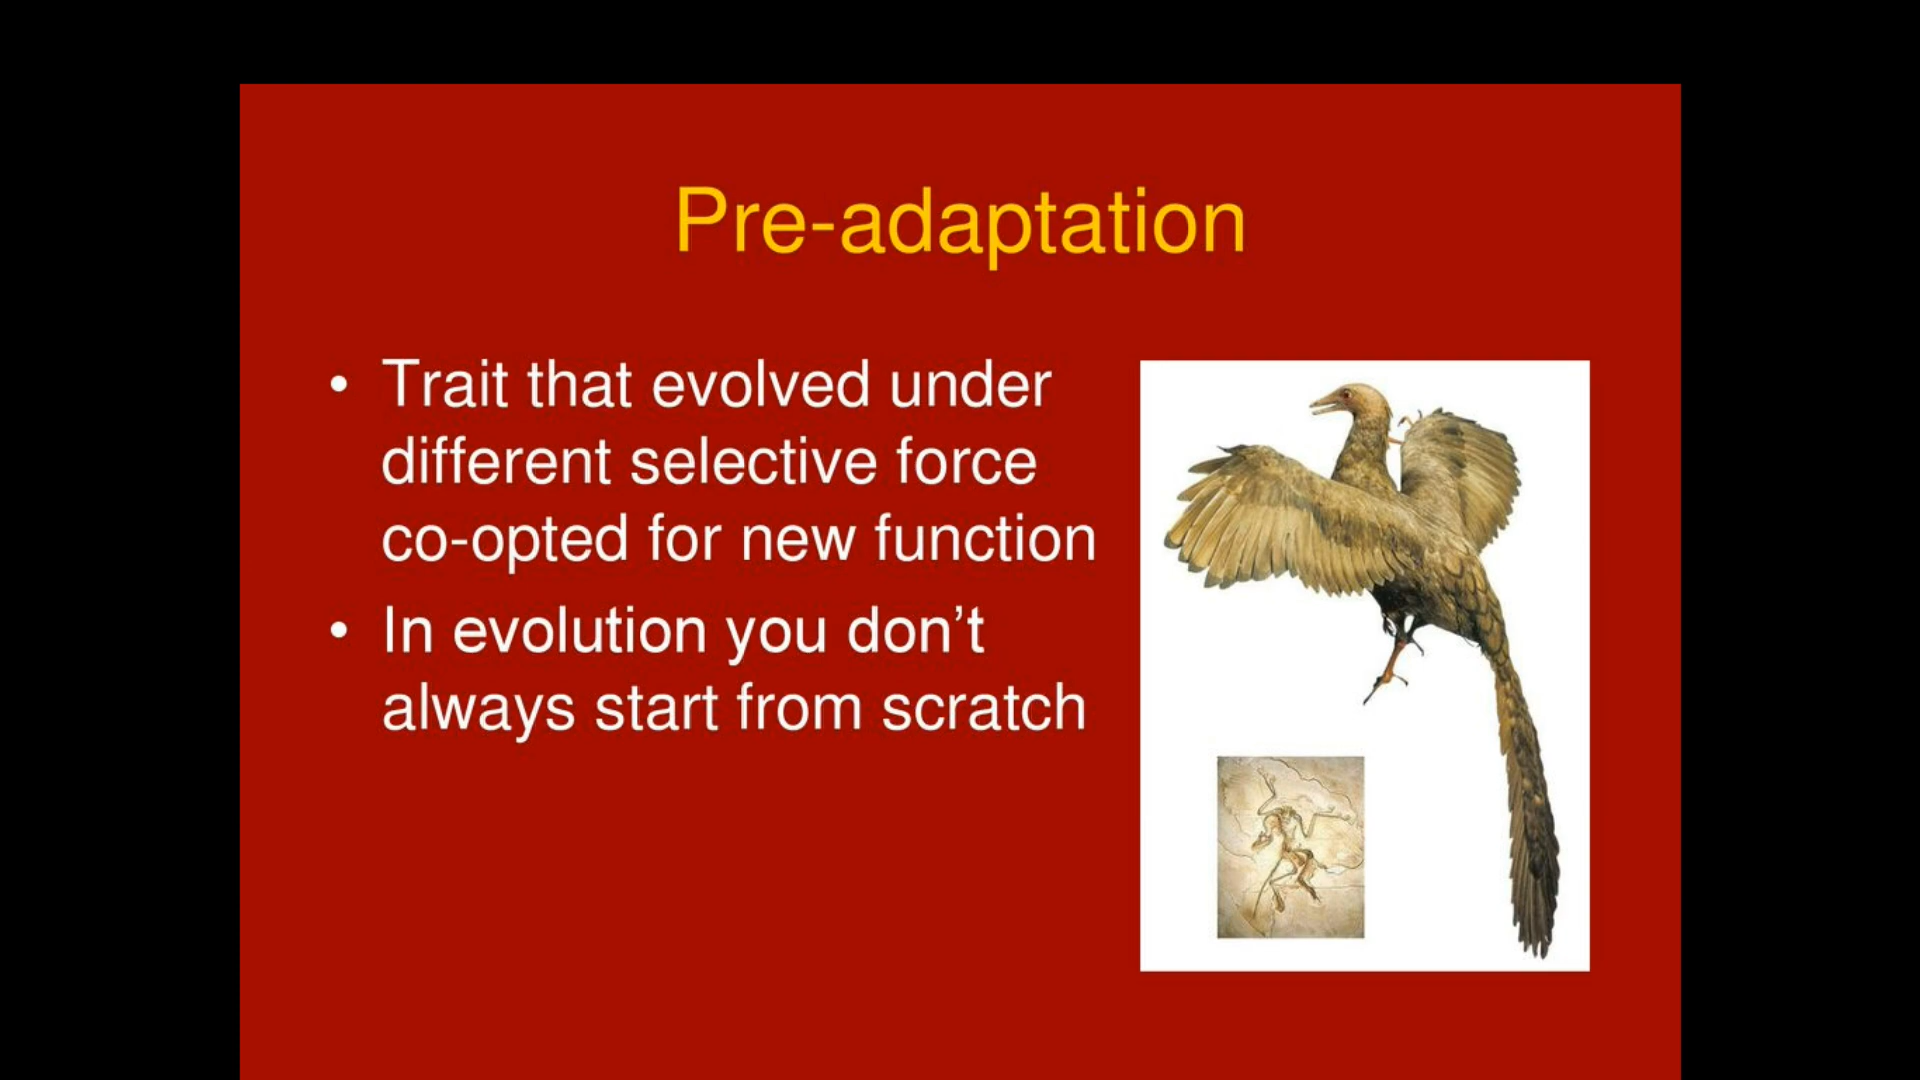 Pre-adaptation
• Trait that evolved under
different selective force
co-opted for new function
• In evolution you don’t
always start from scratch